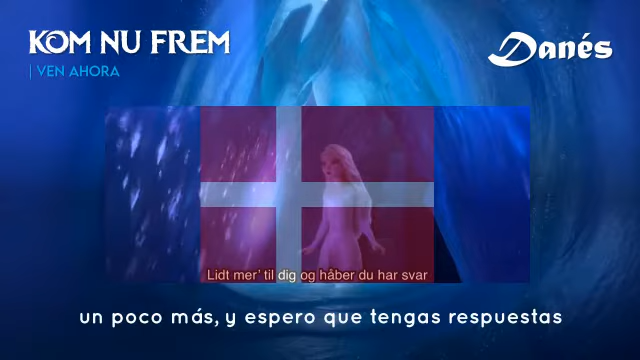 KOM NU FREM
| VEN AHORA
Danés
Lidt mer' til dig og håber du har svar
un poco más, y espero que tengas respuestas